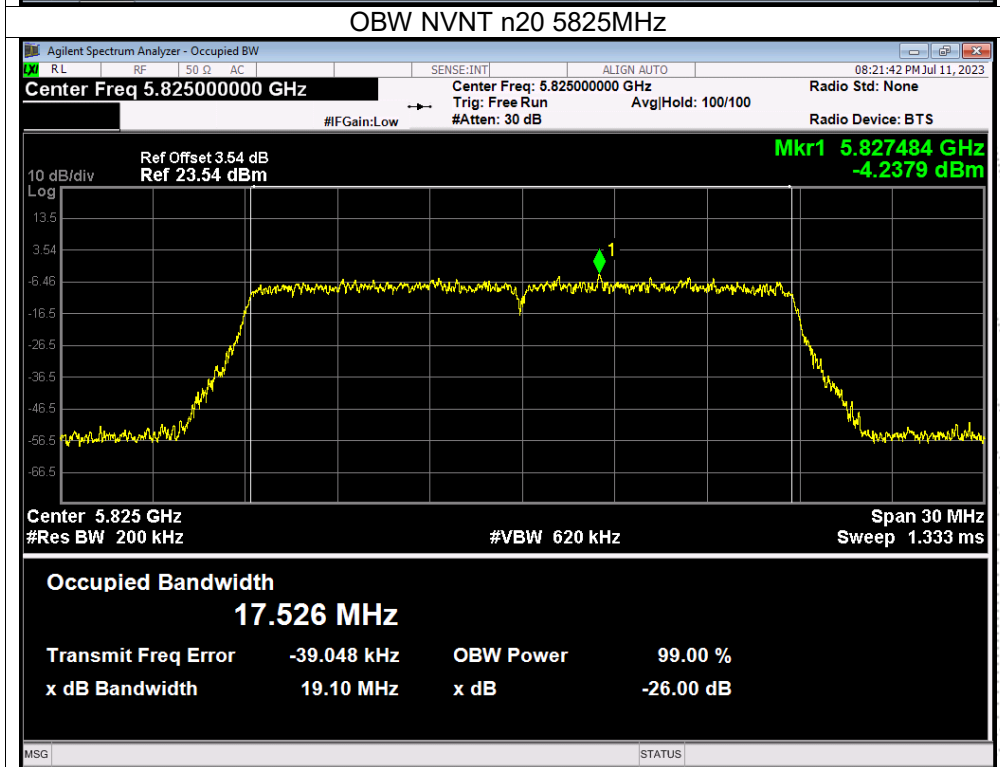 OBW NVNT n20 5825MHz
Agilent Spectrum Analyzer - Occupied BW
LXI RL RF 50 Ω AC SENSE:INT ALIGN AUTO 08:21:42 PM Jul 11, 2023
Center Freq 5.825000000 GHz Center Freq: 5.825000000 GHz Radio Std: None
Trig: Free Run Avg|Hold: 100/100
#IFGain:Low #Atten: 30 dB Radio Device: BTS
Ref Offset 3.54 dB Mkr1 5.827484 GHz
10 dB/div Ref 23.54 dBm -4.2379 dBm
Log
13.5
3.54
1
-6.46
-16.5
-26.5
-36.5
-46.5
-56.5
-66.5
Center 5.825 GHz Span 30 MHz
#Res BW 200 kHz #VBW 620 kHz Sweep 1.333 ms
Occupied Bandwidth
17.526 MHz
Transmit Freq Error -39.048 kHz OBW Power 99.00 %
x dB Bandwidth 19.10 MHz x dB -26.00 dB
MSG STATUS